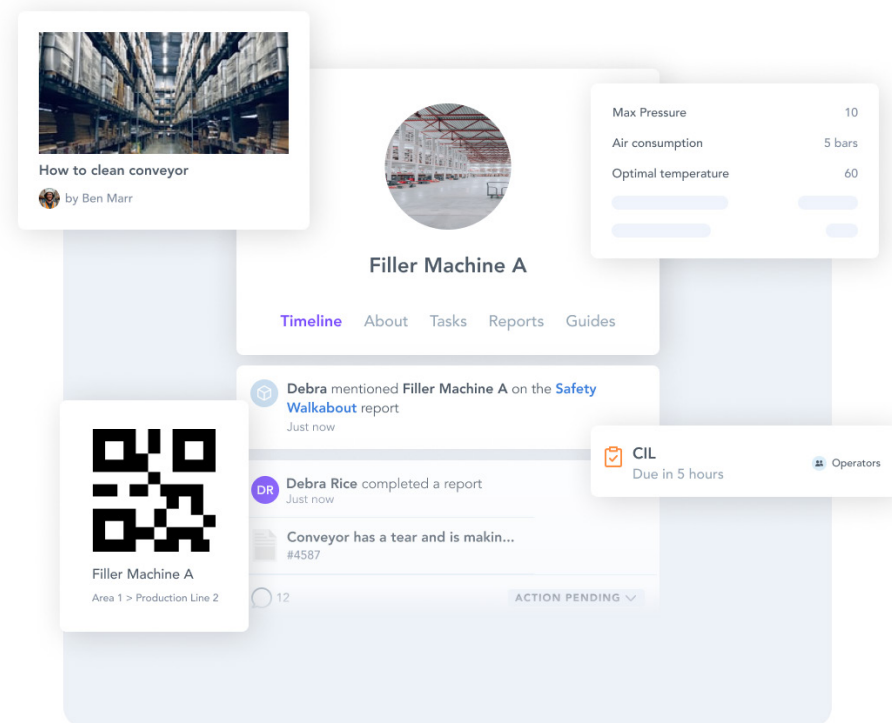 How to clean conveyor
by Ben Marr
Filler Machine A
Timeline About Tasks Reports Guides
Max Pressure 10
Air consumption 5 bars
Optimal temperature 60
Debra mentioned Filler Machine A on the Safety
Walkabout report
Just now
DR
Debra Rice completed a report
Just now
Conveyor has a tear and is makin...
#4587
12
ACTION PENDING
CIL
Due in 5 hours
Operators
Filler Machine A
Area 1 > Production Line 2